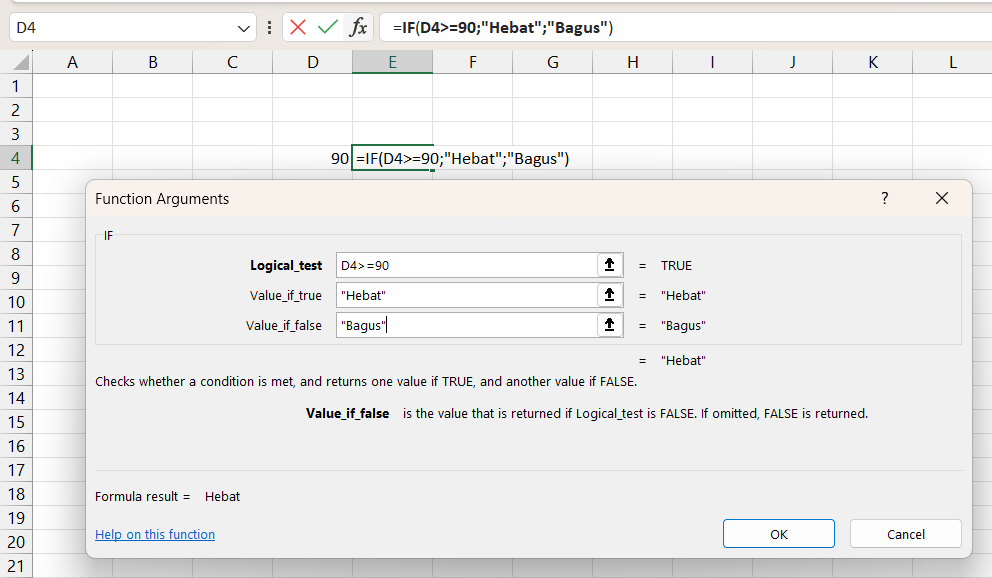 D4 fx =IF(D4>=90;"Hebat";"Bagus")
A B C D E F G H I J K L
1
2
3
4 90 =IF(D4>=90;"Hebat";"Bagus")
5
6
7
8
9
10
11
12
13
14
15
16
17
18
19
20
21
Function Arguments ?
IF
Logical_test D4>=90 = TRUE
Value_if_true "Hebat" = "Hebat"
Value_if_false "Bagus" = "Bagus"
= "Hebat"
Checks whether a condition is met, and returns one value if TRUE, and another value if FALSE.
Value_if_false is the value that is returned if Logical_test is FALSE. If omitted, FALSE is returned.
Formula result = Hebat
Help on this function
OK Cancel